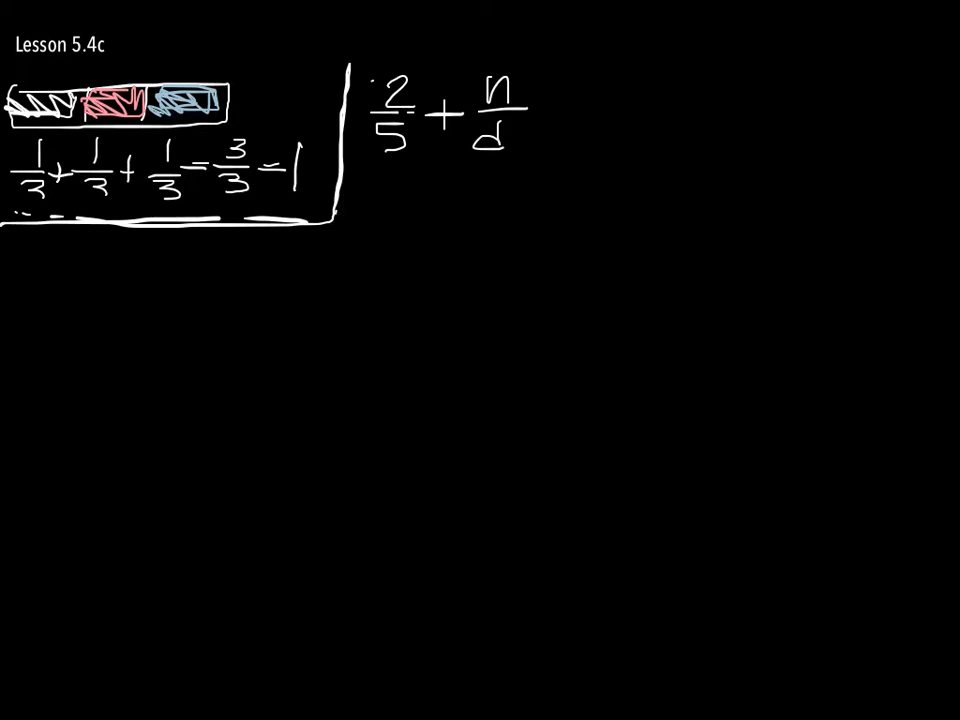 Lesson 5.4c
1/3 + 1/3 + 1/3 = 3/3 = 1
2/5 + n/d